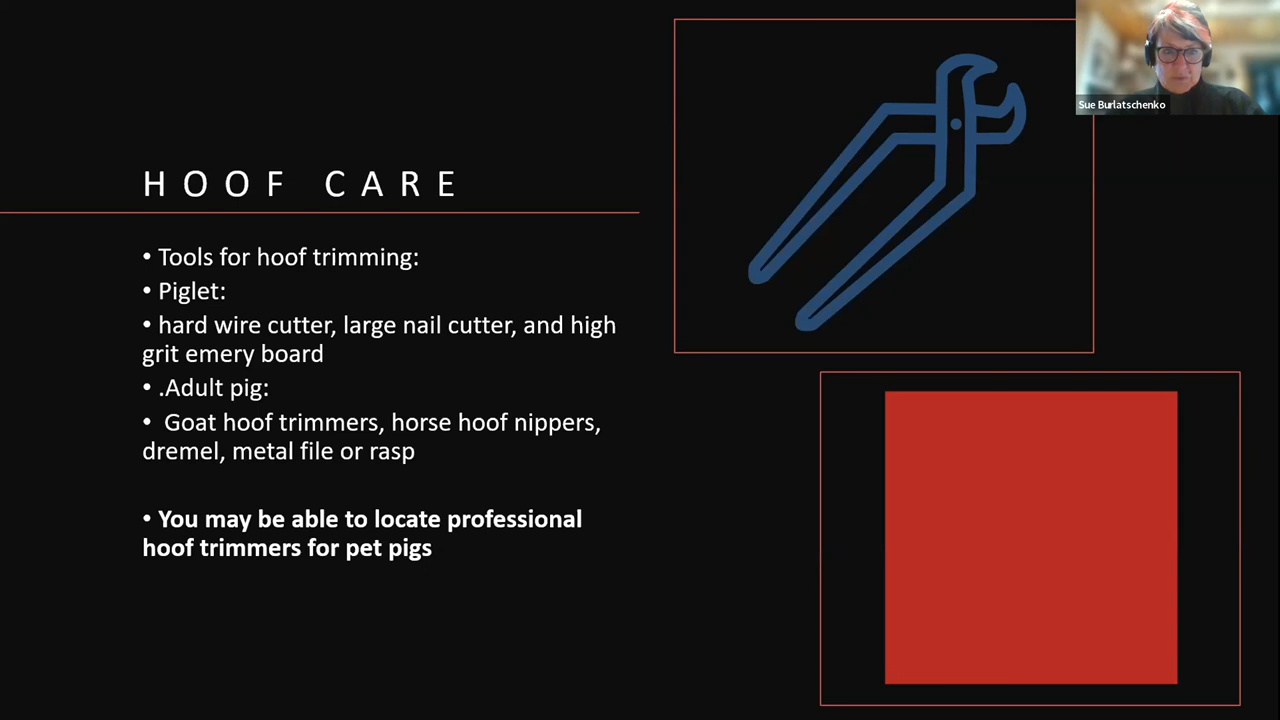 HOOF CARE
• Tools for hoof trimming:
• Piglet:
• hard wire cutter, large nail cutter, and high
grit emery board
• .Adult pig:
• Goat hoof trimmers, horse hoof nippers,
dremel, metal file or rasp
• You may be able to locate professional
hoof trimmers for pet pigs
Sue Burlatschenko